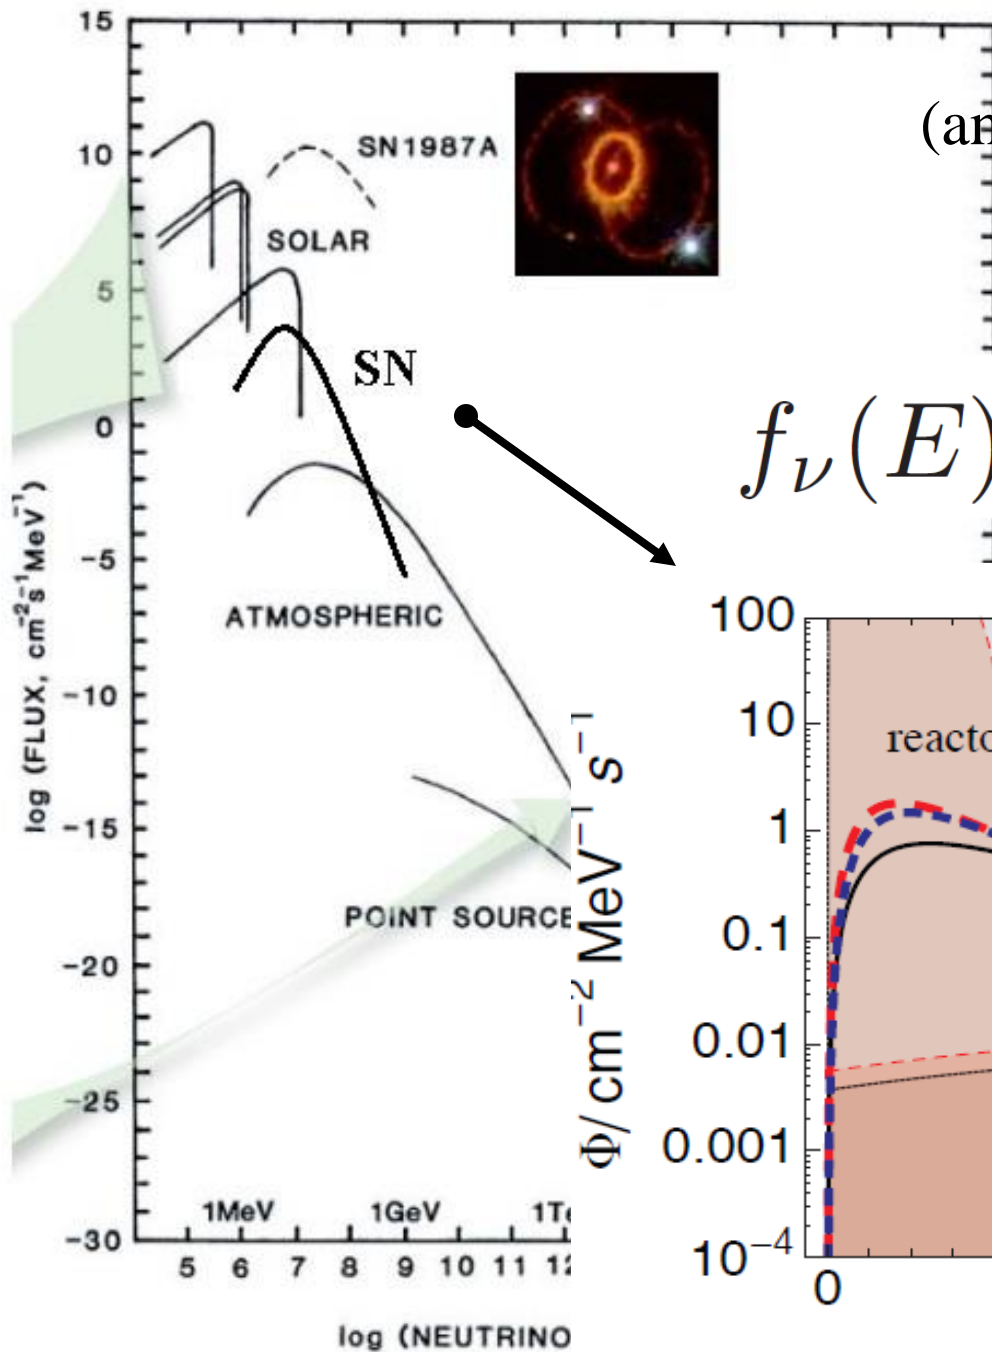 15
10
5
0
−5
−10
−15
−20
−25
−30
log (FLUX, cm⁻²s⁻¹MeV⁻¹)
SN1987A
SOLAR
SN
ATMOSPHERIC
POINT SOURCE
1MeV 1GeV
5 6 7 8 9 10 11
log (NEUTRINO
f_ν(E)
100
10
1
0.1
0.01
0.001
10⁻⁴
0
Φ/cm⁻² MeV⁻¹ s⁻¹